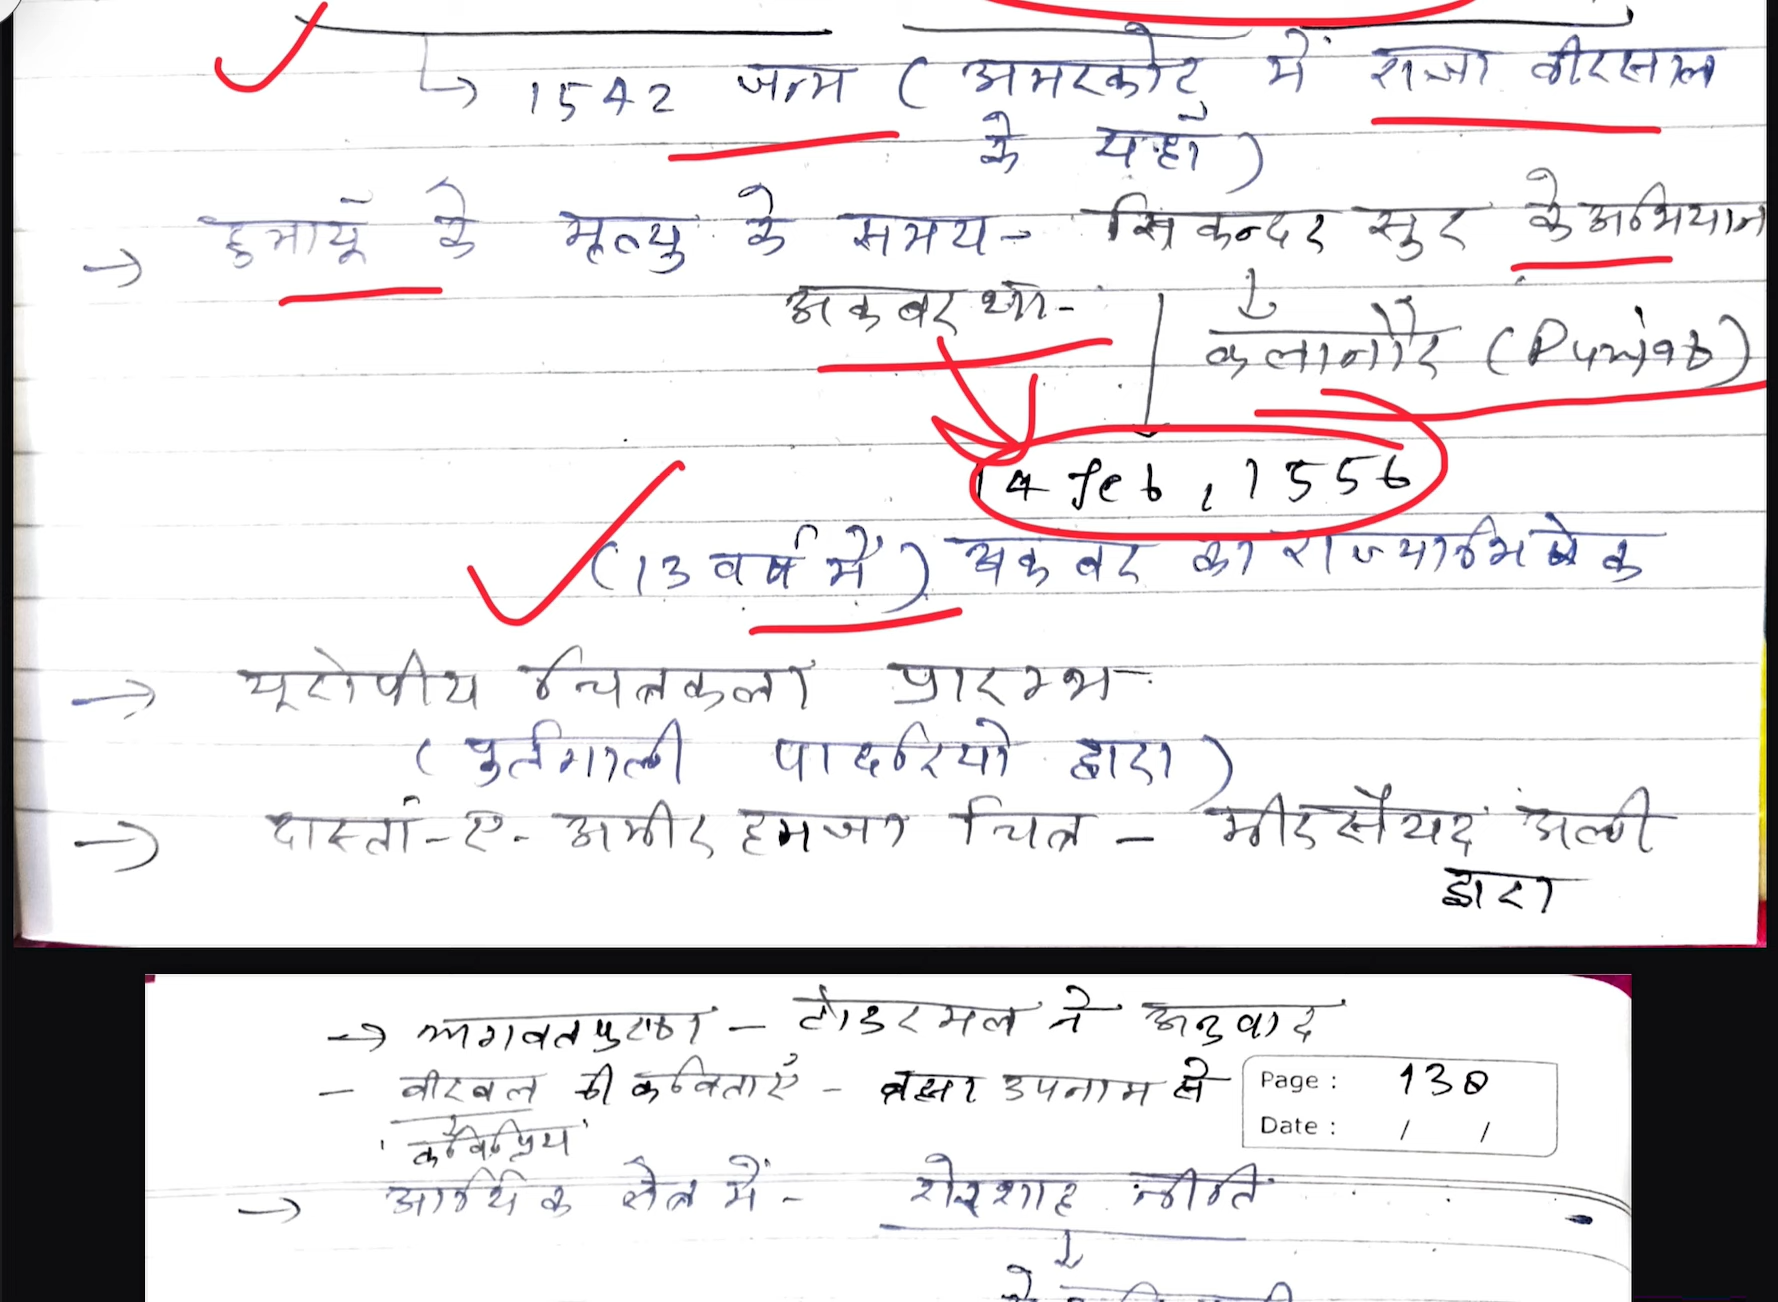 ↳ 1542 जन्म ( अमरकोट में राजा वीरसाल
के यहाँ )
→ हुमायूँ के मृत्यु के समय - सिकन्दर सुर के अभियान
अकबर था - कलानौर (Punjab)
14 feb, 1556
(13 वर्ष में) अकबर का राज्याभिषेक
→ यूरोपीय चित्रकला प्रारम्भ -
( पुर्तगाली पादरियो द्वारा )
→ दास्तां-ए-अमीर हमजा चित्र - मीर सैयद अली
द्वारा
→ भागवतपुराण - टोडरमल ने अनुवाद
- बीरबल की कविताएँ - ब्रह्मा उपनाम से
Page : 130
'कविप्रिय'
Date : / /
→ आर्थिक क्षेत्र में - शेरशाह नीति